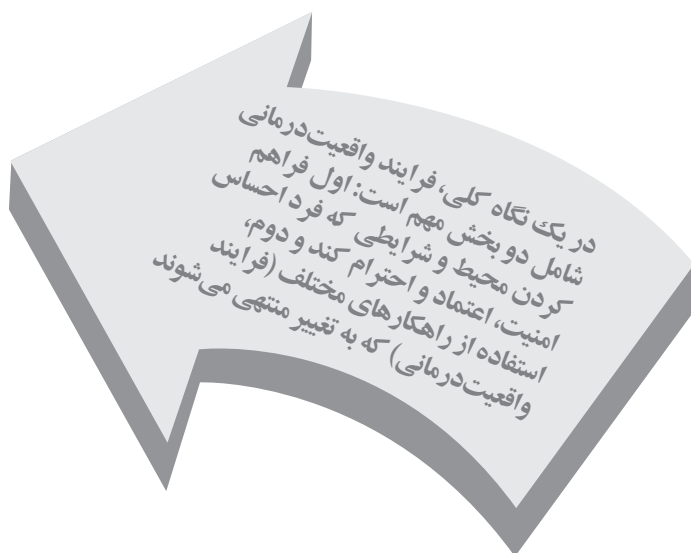 در یک نگاه کلی، فرایند واقعیت‌درمانی
شامل دو بخش مهم است: اول فراهم
کردن محیط و شرایطی که فرد احساس
امنیت، اعتماد و احترام کند و دوم،
استفاده از راهکارهای مختلف (فرایند
واقعیت‌درمانی) که به تغییر منتهی می‌شوند